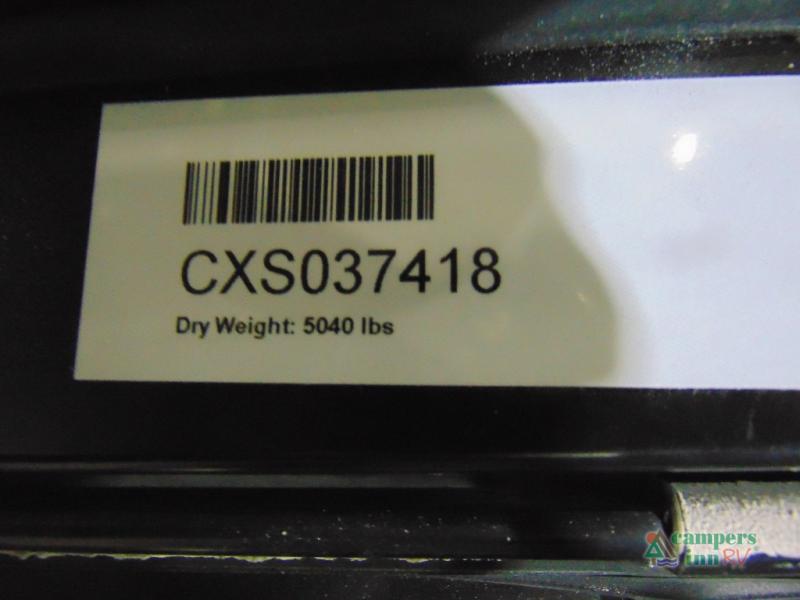 CXS037418
Dry Weight: 5040 lbs
campers
inn RV